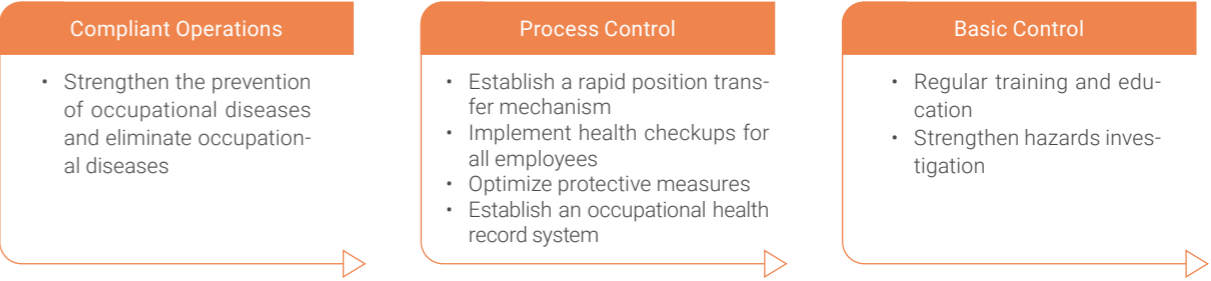 Compliant Operations
• Strengthen the prevention
of occupational diseases
and eliminate occupation-
al diseases
Process Control
• Establish a rapid position trans-
fer mechanism
• Implement health checkups for
all employees
• Optimize protective measures
• Establish an occupational health
record system
Basic Control
• Regular training and edu-
cation
• Strengthen hazards inves-
tigation